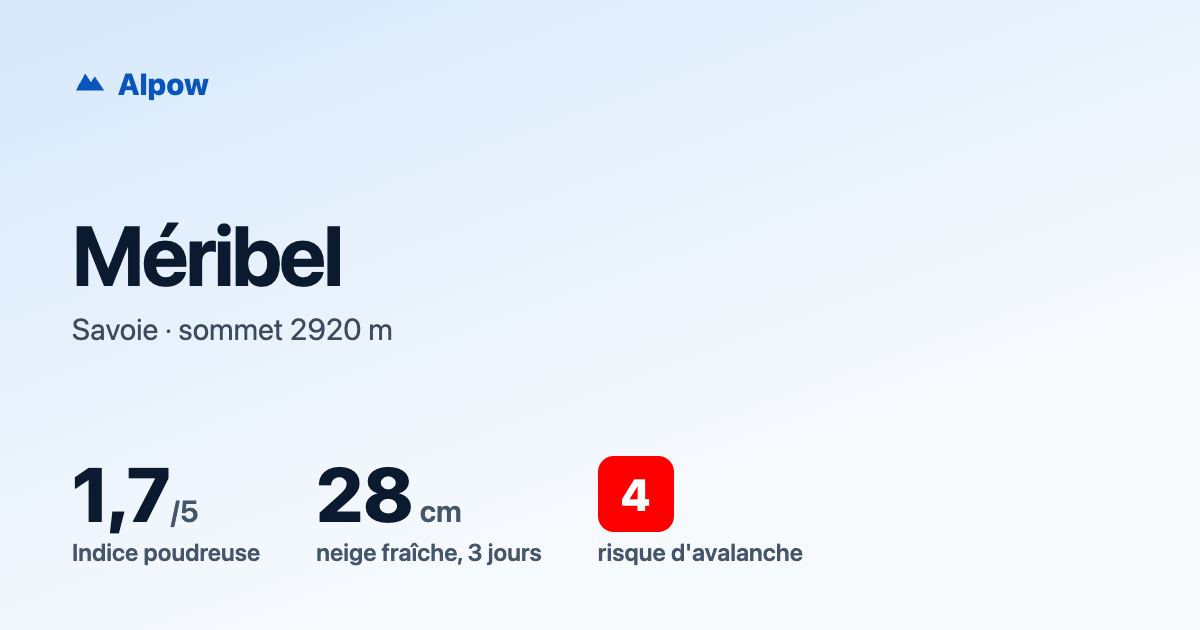 Alpow
Méribel
Savoie · sommet 2920 m
1,7/5
Indice poudreuse
28 cm
neige fraîche, 3 jours
4
risque d'avalanche